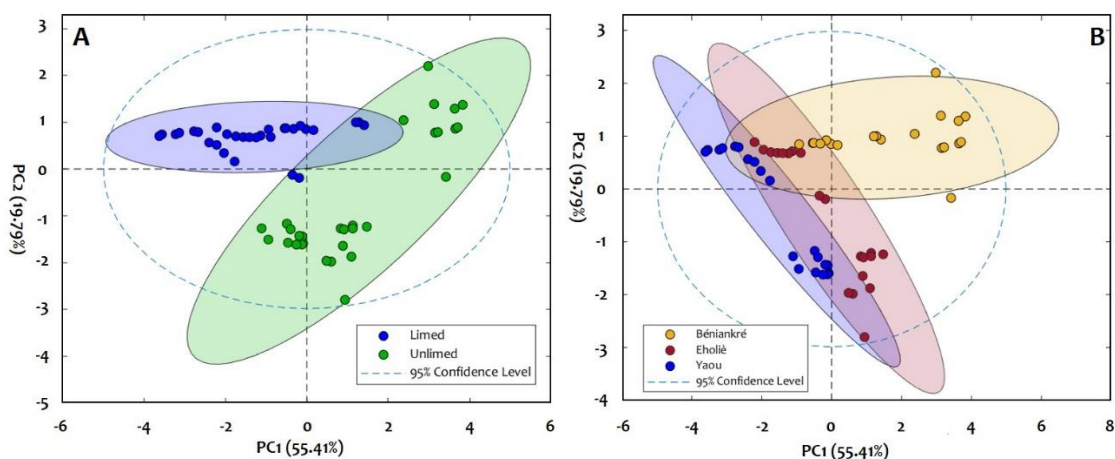 A
3
2
1
0
-1
-2
-3
-4
-5
PC2 (19.79%)
-6
-4
-2
0
2
4
6
PC1 (55.41%)
Limed
Unlimed
95% Confidence Level
B
3
2
1
0
-1
-2
-3
-4
PC2 (19.79%)
-6
-4
-2
0
2
4
6
8
PC1 (55.41%)
Béniankré
Eholiè
Yaou
95% Confidence Level